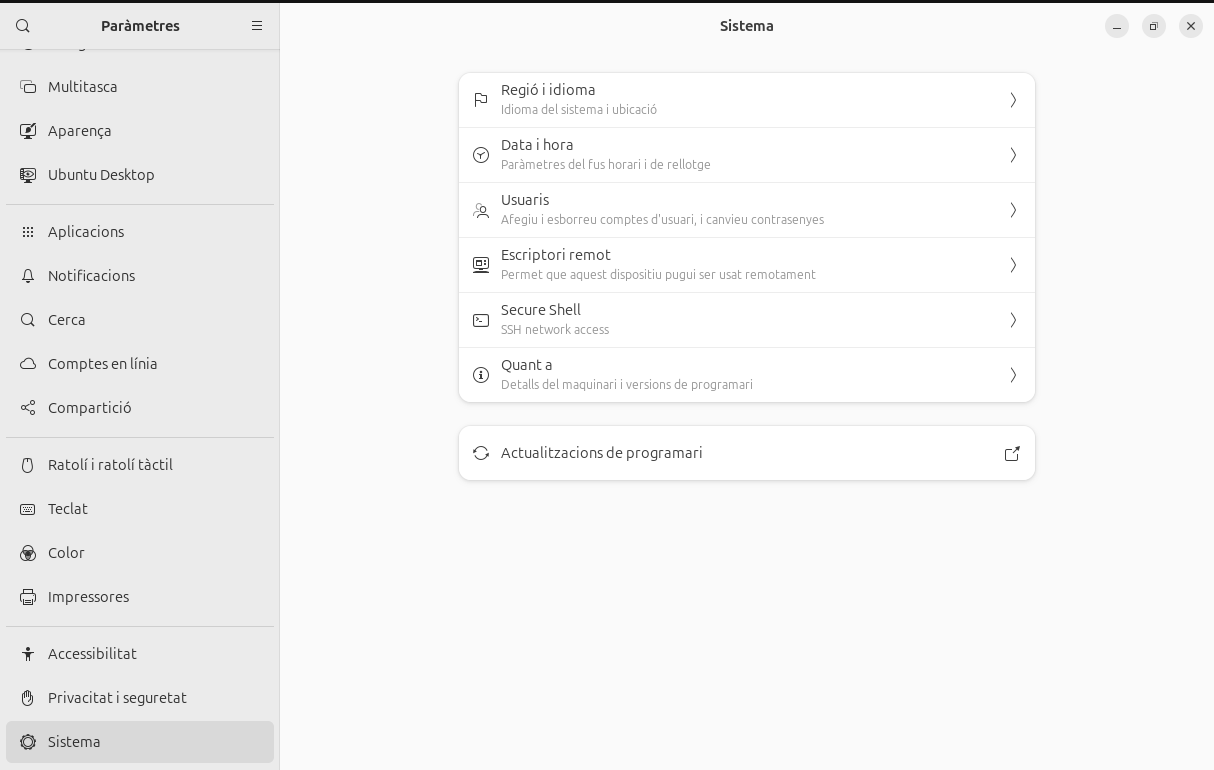 Paràmetres
Multitasca
Aparença
Ubuntu Desktop
Aplicacions
Notificacions
Cerca
Comptes en línia
Compartició
Ratolí i ratolí tàctil
Teclat
Color
Impressores
Accessibilitat
Privacitat i seguretat
Sistema
Sistema
Regió i idioma
Idioma del sistema i ubicació
Data i hora
Paràmetres del fus horari i de rellotge
Usuaris
Afegiu i esborreu comptes d'usuari, i canvieu contrasenyes
Escriptori remot
Permet que aquest dispositiu pugui ser usat remotament
Secure Shell
SSH network access
Quant a
Detalls del maquinari i versions de programari
Actualitzacions de programari